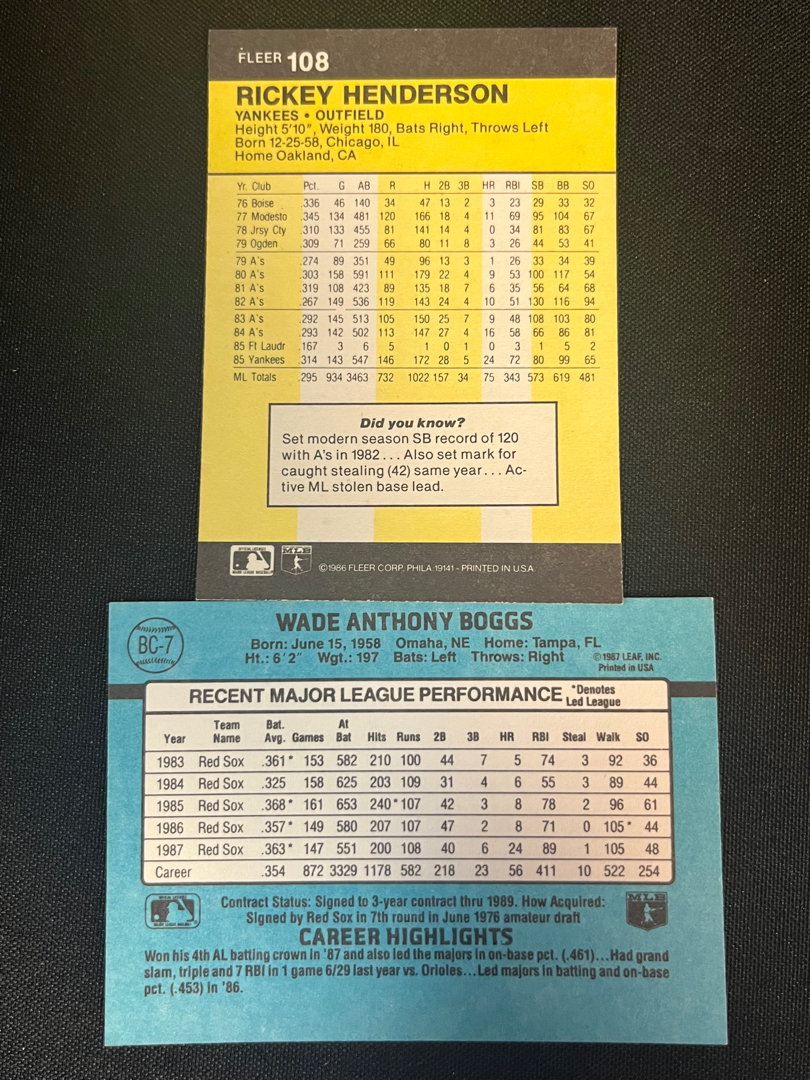 FLEER 108
RICKEY HENDERSON
YANKEES • OUTFIELD
Height 5'10", Weight 180, Bats Right, Throws Left
Born 12-25-58, Chicago, IL
Home Oakland, CA
Yr. Club Pct. G AB R H 2B 3B HR RBI SB BB SO
76 Boise .336 46 140 34 47 13 2 3 23 29 33 32
77 Modesto .345 134 481 120 166 18 4 11 69 95 104 67
78 Jrsy Cty .310 133 455 81 141 14 4 0 34 81 83 67
79 Ogden .309 71 259 66 80 11 8 3 26 44 53 41
79 A's .274 89 351 49 96 13 3 1 26 33 34 39
80 A's .303 158 591 111 179 22 4 9 53 100 117 54
81 A's .319 108 423 89 135 18 7 6 35 56 64 68
82 A's .267 149 536 119 143 24 4 10 51 130 116 94
83 A's .292 145 513 105 150 25 7 9 48 108 103 80
84 A's .293 142 502 113 147 27 4 16 58 66 86 81
85 Ft Laudr .167 3 6 5 1 0 1 0 3 1 5 2
85 Yankees .314 143 547 146 172 28 5 24 72 80 99 65
ML Totals .295 934 3463 732 1022 157 34 75 343 573 619 481
Did you know?
Set modern season SB record of 120
with A's in 1982... Also set mark for
caught stealing (42) same year... Ac-
tive ML stolen base lead.
MLB
©1986 FLEER CORP. PHILA. 19141 - PRINTED IN U.S.A.
BC-7
WADE ANTHONY BOGGS
Born: June 15, 1958 Omaha, NE Home: Tampa, FL
Ht.: 6'2" Wgt.: 197 Bats: Left Throws: Right
©1987 LEAF, INC.
Printed in USA
RECENT MAJOR LEAGUE PERFORMANCE *Denotes
Led League
Year Team Name Bat. Avg. Games At Bat Hits Runs 2B 3B HR RBI Steal Walk SO
1983 Red Sox .361* 153 582 210 100 44 7 5 74 3 92 36
1984 Red Sox .325 158 625 203 109 31 4 6 55 3 89 44
1985 Red Sox .368* 161 653 240* 107 42 3 8 78 2 96 61
1986 Red Sox .357* 149 580 207 107 47 2 8 71 0 105* 44
1987 Red Sox .363* 147 551 200 108 40 6 24 89 1 105 48
Career .354 872 3329 1178 582 218 23 56 411 10 522 254
Contract Status: Signed to 3-year contract thru 1989. How Acquired:
Signed by Red Sox in 7th round in June 1976 amateur draft
MLB
CAREER HIGHLIGHTS
Won his 4th AL batting crown in '87 and also led the majors in on-base pct. (.461)...Had grand
slam, triple and 7 RBI in 1 game 6/29 last year vs. Orioles...Led majors in batting and on-base
pct. (.453) in '86.